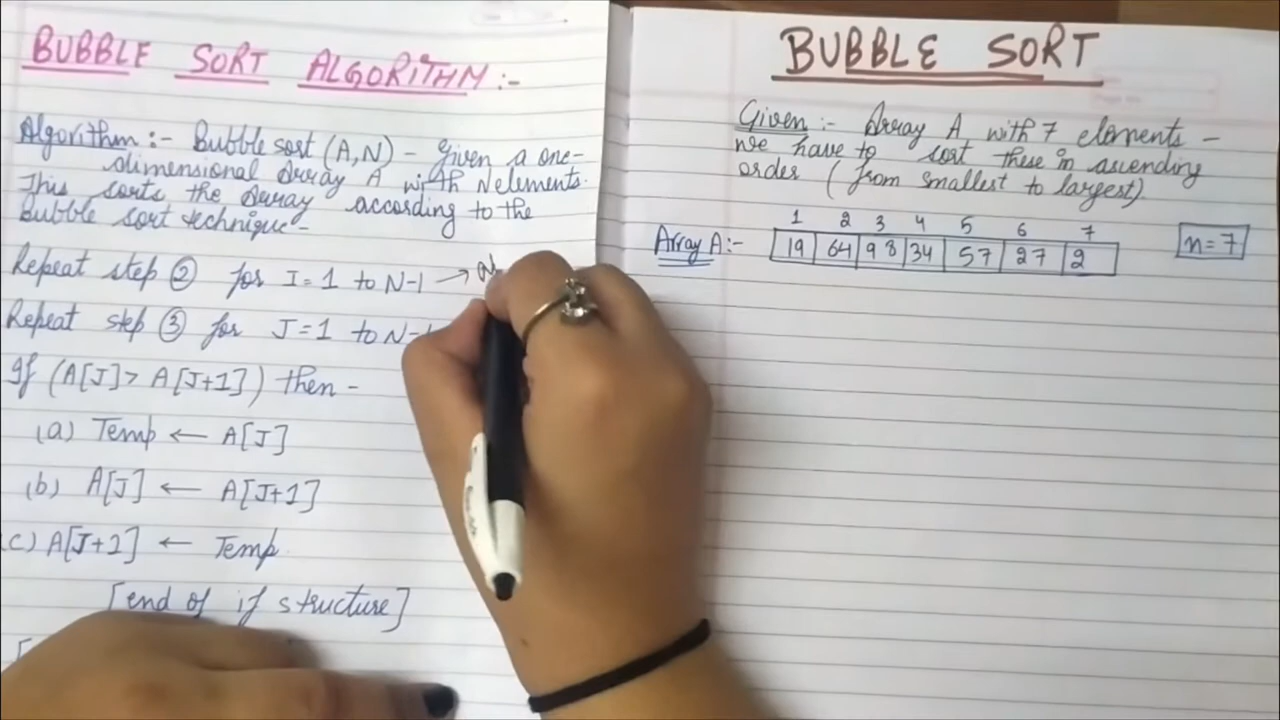 BUBBLE SORT ALGORITHM :-
Algorithm :- Bubble sort (A,N) - Given a one-
dimensional Array A with N elements.
This sorts the Array according to the
Bubble sort technique-
Repeat step ② for I = 1 to N-1 →
Repeat step ③ for J = 1 to N-1
If (A[J] > A[J+1]) then -
(a) Temp ← A[J]
(b) A[J] ← A[J+1]
(c) A[J+1] ← Temp
[end of if structure]
BUBBLE SORT
Given :- Array A, with 7 elements -
we have to sort these in ascending
order (from smallest to largest).
1 2 3 4 5 6 7
Array A:- 19 64 98 34 57 27 2 n=7